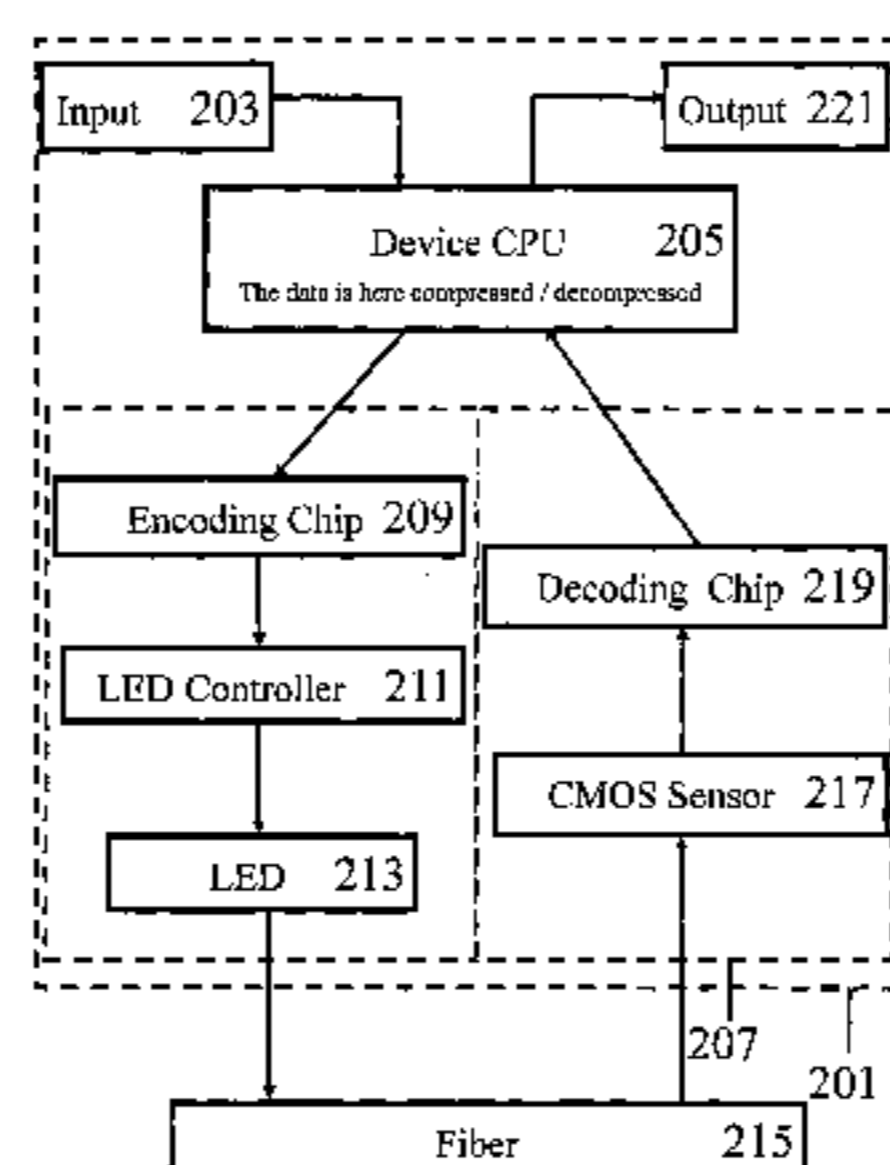 Input 203
Output 221
Device CPU 205
The data is here compressed / decompressed
Encoding Chip 209
Decoding Chip 219
LED Controller 211
CMOS Sensor 217
LED 213
207
201
Fiber 215